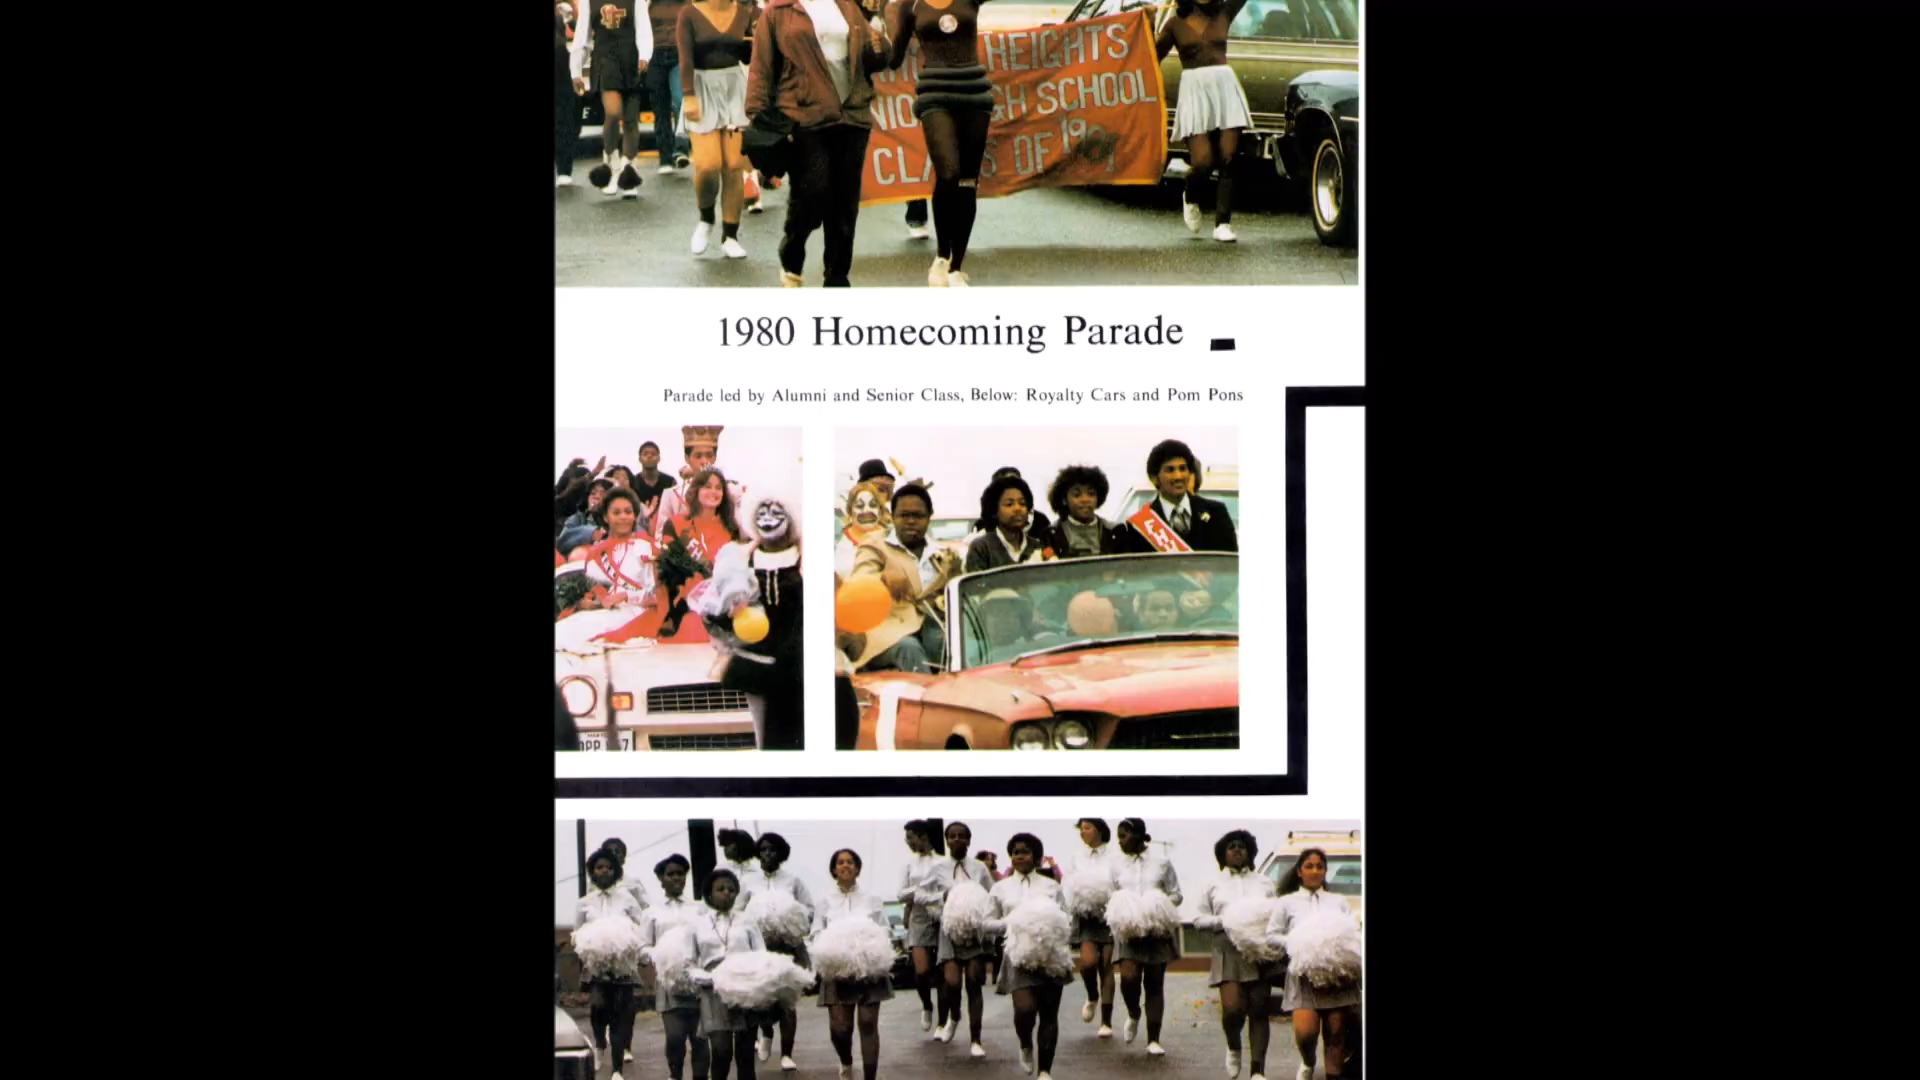 HEIGHTS
GH SCHOOL
OF
1980 Homecoming Parade
Parade led by Alumni and Senior Class, Below: Royalty Cars and Pom Pons